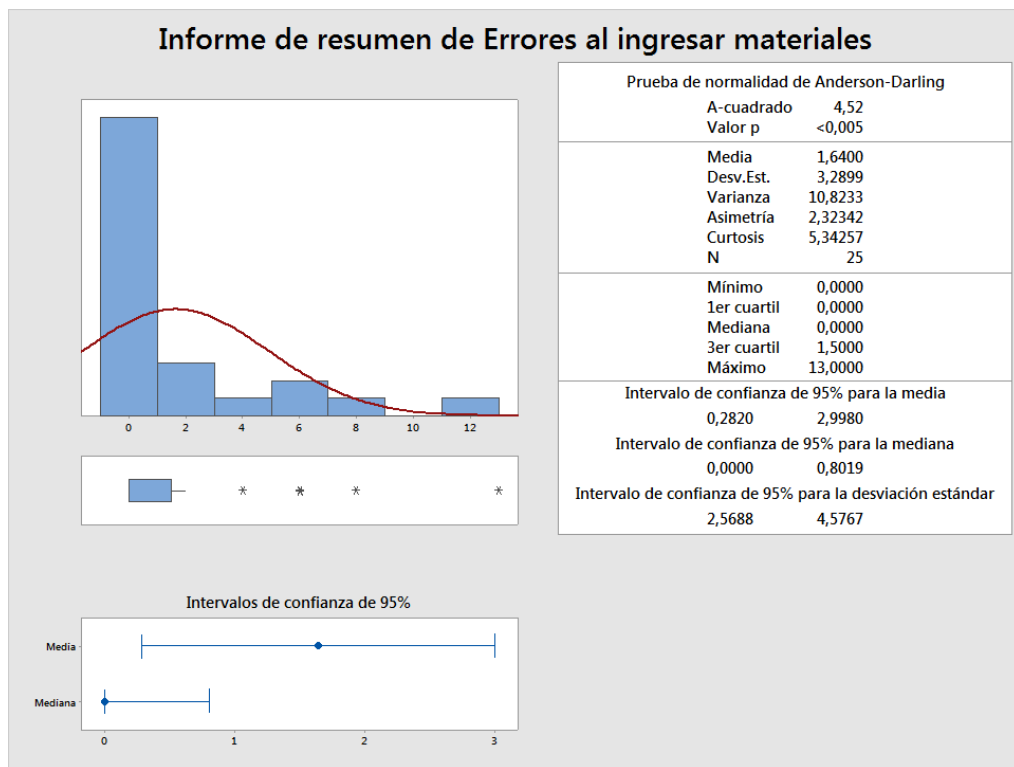 Informe de resumen de Errores al ingresar materiales
0 2 4 6 8 10 12
Intervalos de confianza de 95%
Media
Mediana
0 1 2 3
Prueba de normalidad de Anderson-Darling
A-cuadrado 4,52
Valor p <0,005
Media 1,6400
Desv.Est. 3,2899
Varianza 10,8233
Asimetría 2,32342
Curtosis 5,34257
N 25
Mínimo 0,0000
1er cuartil 0,0000
Mediana 0,0000
3er cuartil 1,5000
Máximo 13,0000
Intervalo de confianza de 95% para la media
0,2820 2,9980
Intervalo de confianza de 95% para la mediana
0,0000 0,8019
Intervalo de confianza de 95% para la desviación estándar
2,5688 4,5767